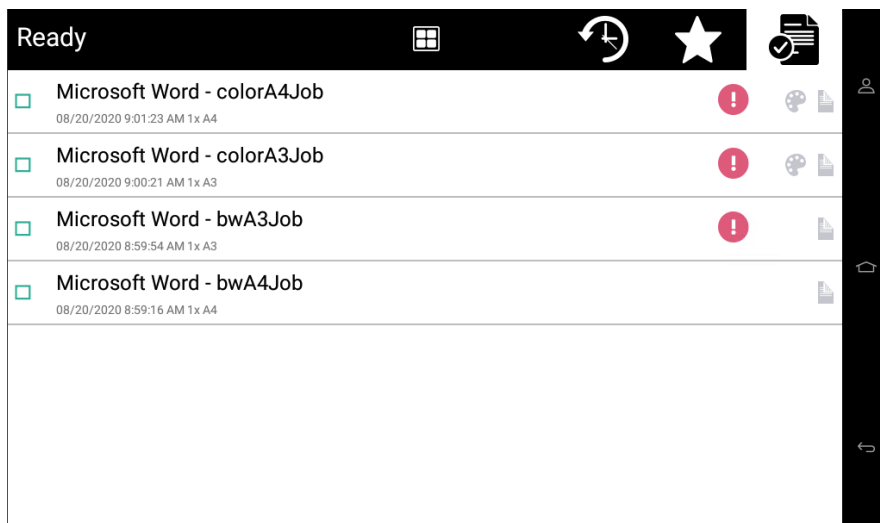 Ready
Microsoft Word - colorA4Job
08/20/2020 9:01:23 AM 1x A4
Microsoft Word - colorA3Job
08/20/2020 9:00:21 AM 1x A3
Microsoft Word - bwA3Job
08/20/2020 8:59:54 AM 1x A3
Microsoft Word - bwA4Job
08/20/2020 8:59:16 AM 1x A4